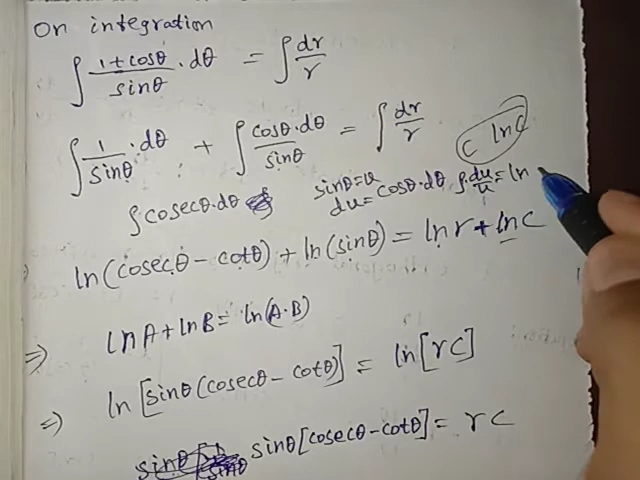 On integration
∫ (1+cosθ)/sinθ · dθ = ∫ dr/r
∫ 1/sinθ · dθ + ∫ cosθ·dθ/sinθ = ∫ dr/r
C lnC
∫cosecθ·dθ
sinθ=u
du=cosθ·dθ
∫·du/u=ln
ln(cosecθ-cotθ)+ln(sinθ)=lnr+lnC
⇒ lnA+lnB=ln(A·B)
⇒ ln[sinθ(cosecθ-cotθ)] = ln[rC]
sinθ[cosecθ-cotθ]= rC